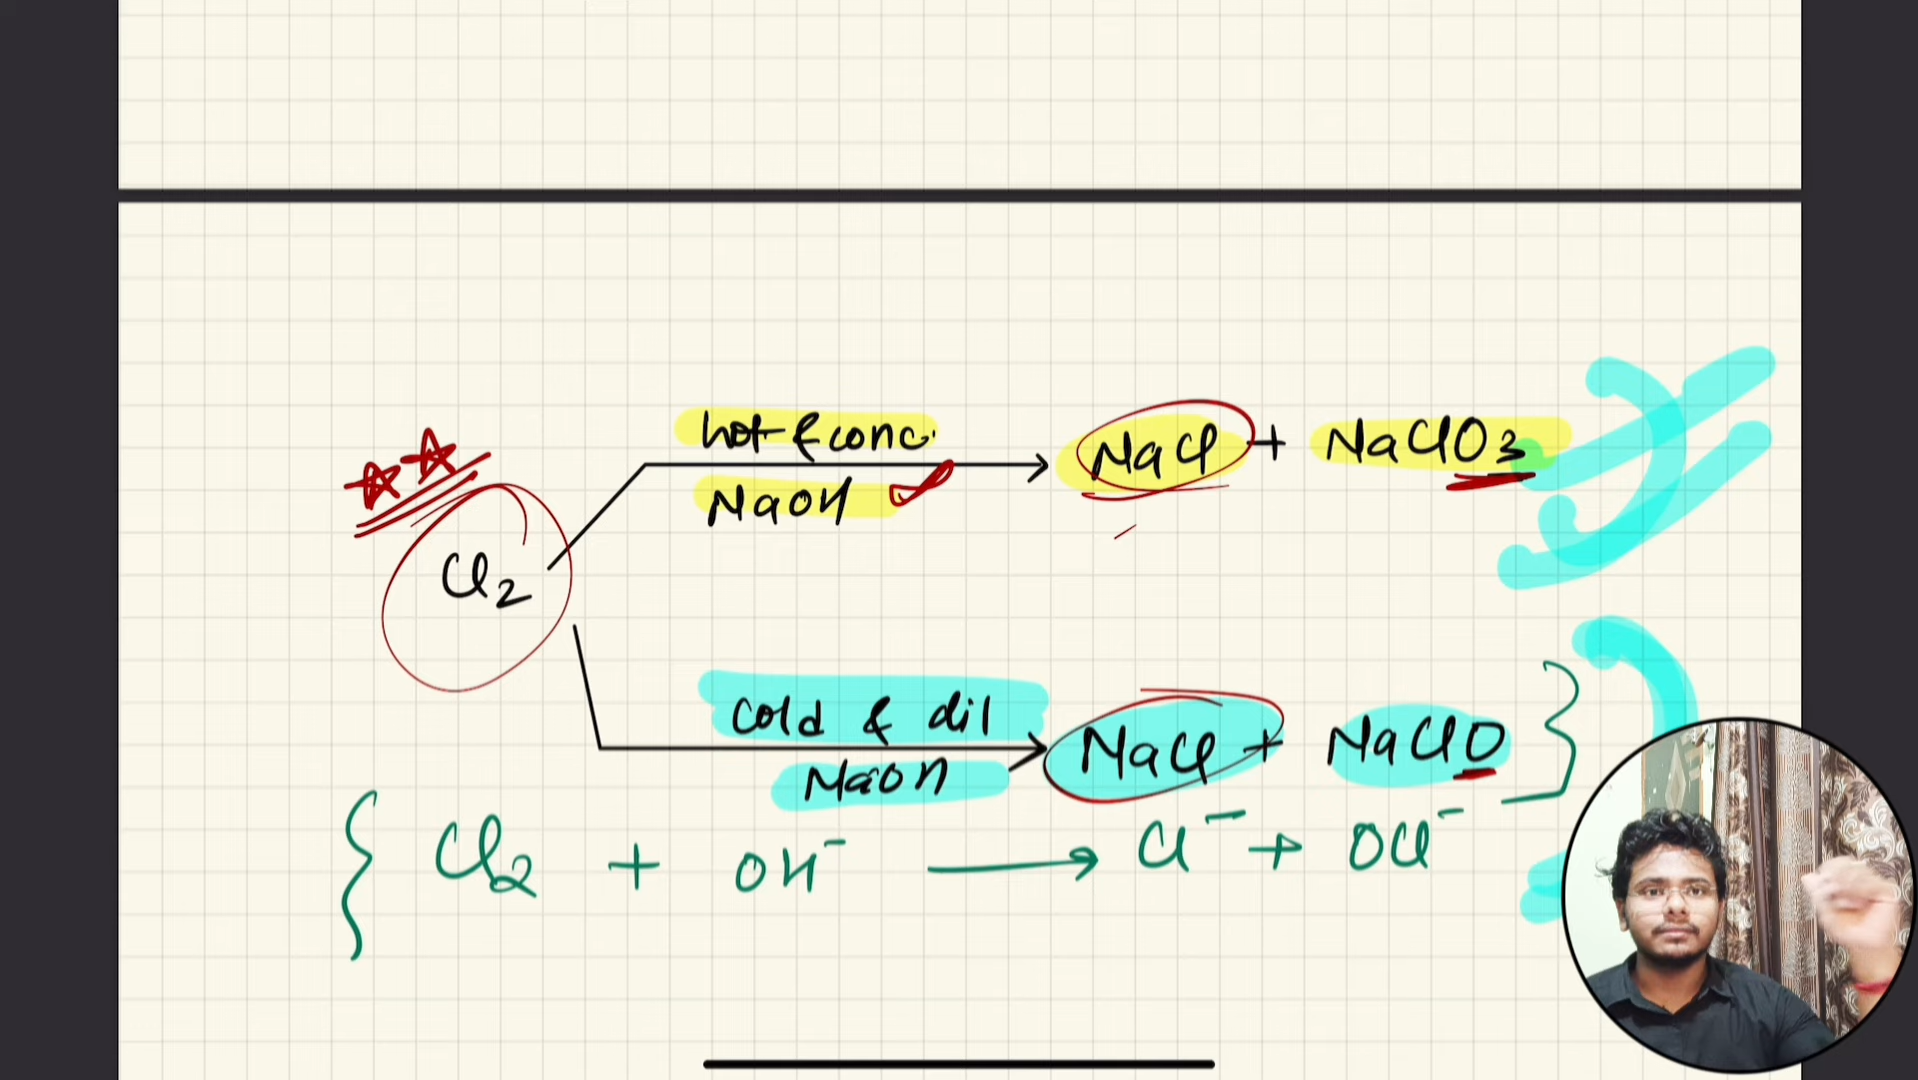 hot & conc.
NaCl + NaClO3
NaOH
Cl2
cold & dil
NaCl + NaClO
NaOH
Cl2 + OH⁻ → Cl⁻ + OCl⁻